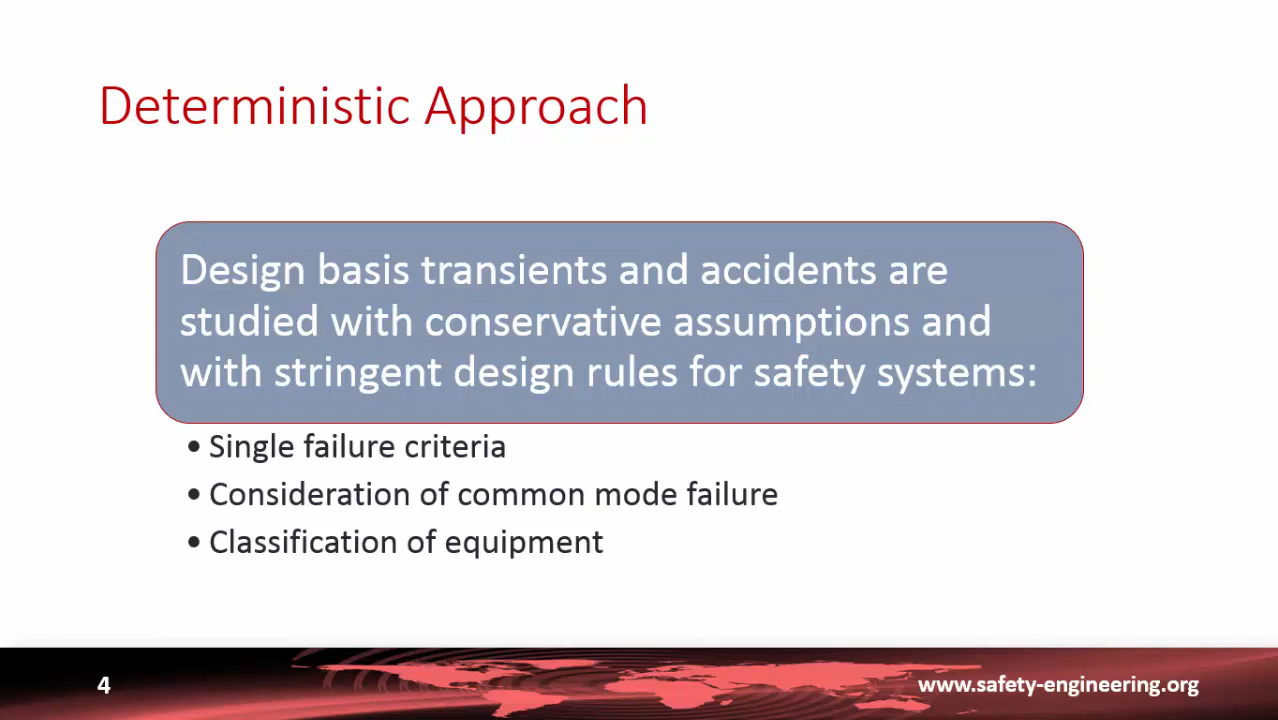 Deterministic Approach
Design basis transients and accidents are
studied with conservative assumptions and
with stringent design rules for safety systems:
• Single failure criteria
• Consideration of common mode failure
• Classification of equipment
4
www.safety-engineering.org